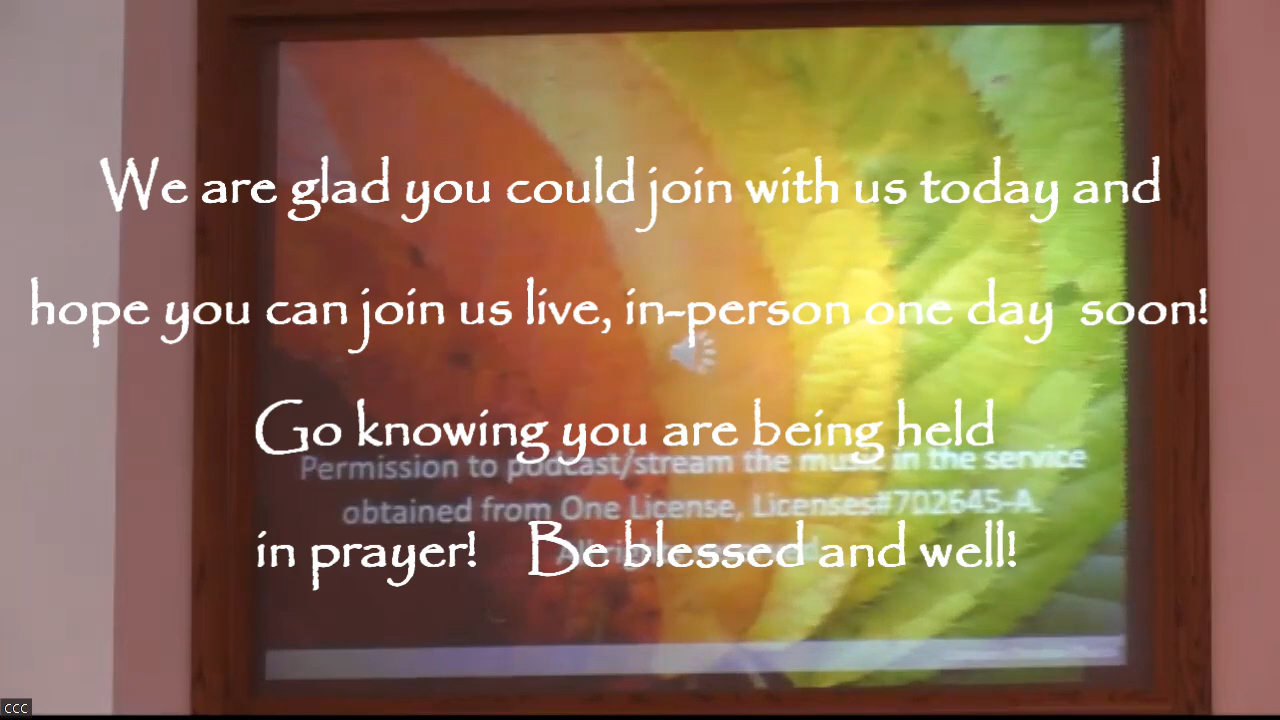 We are glad you could join with us today and
hope you can join us live, in-person one day soon!
Go knowing you are being held
Permission to podcast/stream the music in the service
obtained from One License, Licenses#702645-A.
in prayer! Be blessed and well!
ccc